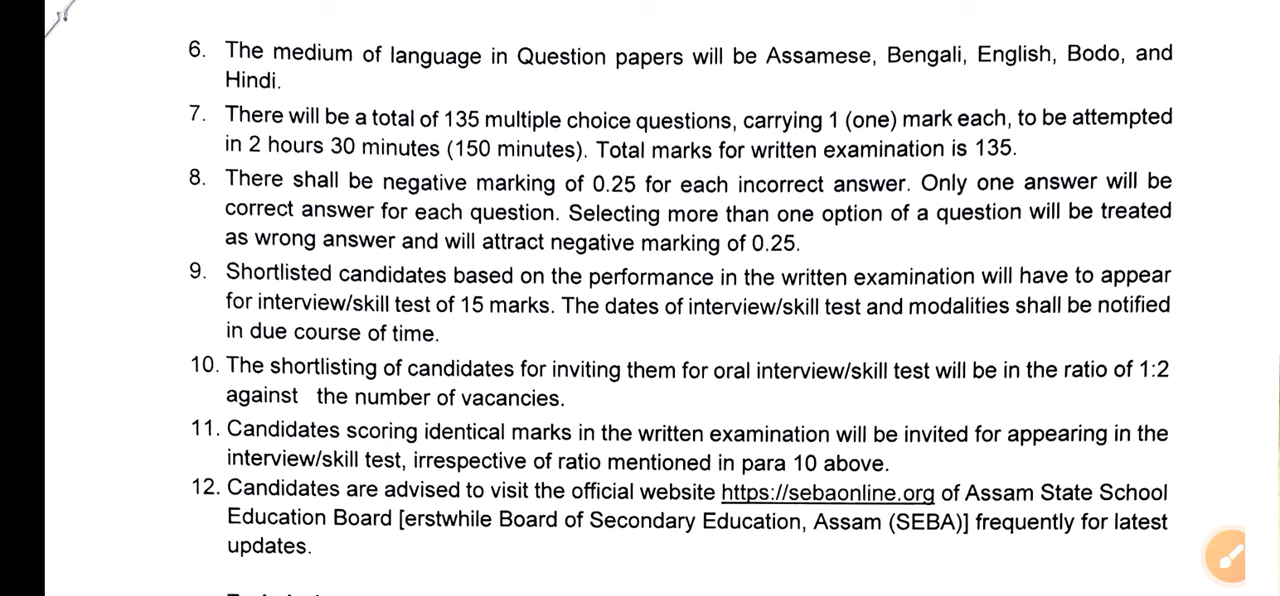 6. The medium of language in Question papers will be Assamese, Bengali, English, Bodo, and
Hindi.
7. There will be a total of 135 multiple choice questions, carrying 1 (one) mark each, to be attempted
in 2 hours 30 minutes (150 minutes). Total marks for written examination is 135.
8. There shall be negative marking of 0.25 for each incorrect answer. Only one answer will be
correct answer for each question. Selecting more than one option of a question will be treated
as wrong answer and will attract negative marking of 0.25.
9. Shortlisted candidates based on the performance in the written examination will have to appear
for interview/skill test of 15 marks. The dates of interview/skill test and modalities shall be notified
in due course of time.
10. The shortlisting of candidates for inviting them for oral interview/skill test will be in the ratio of 1:2
against the number of vacancies.
11. Candidates scoring identical marks in the written examination will be invited for appearing in the
interview/skill test, irrespective of ratio mentioned in para 10 above.
12. Candidates are advised to visit the official website https://sebaonline.org of Assam State School
Education Board [erstwhile Board of Secondary Education, Assam (SEBA)] frequently for latest
updates.